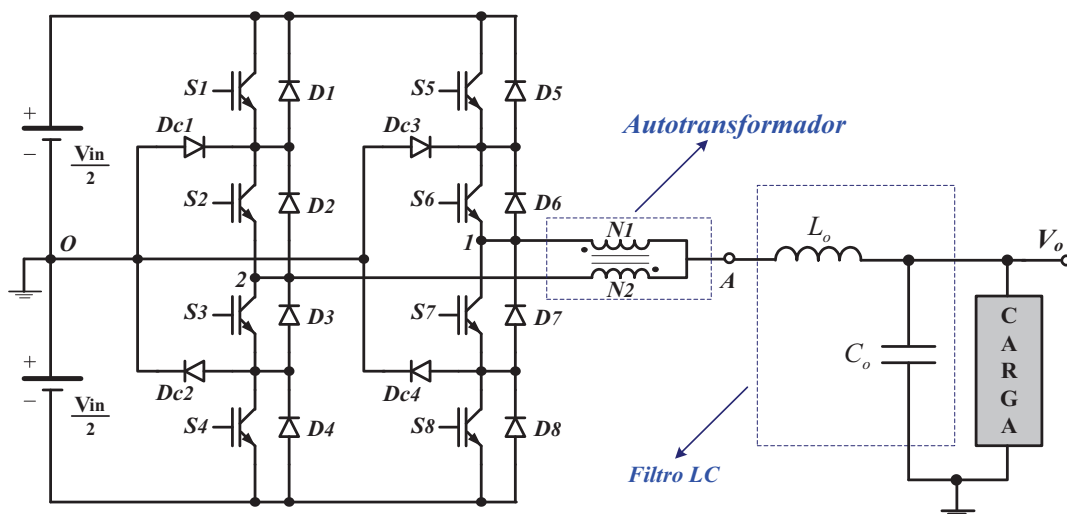 S1
D1
S5
D5
Autotransformador
+
−
Vin
2
Dc1
Dc3
S2
D2
S6
D6
N1
N2
O
1
2
A
Lo
Vo
S3
D3
S7
D7
Co
CARGA
+
−
Vin
2
Dc2
Dc4
S4
D4
S8
D8
Filtro LC